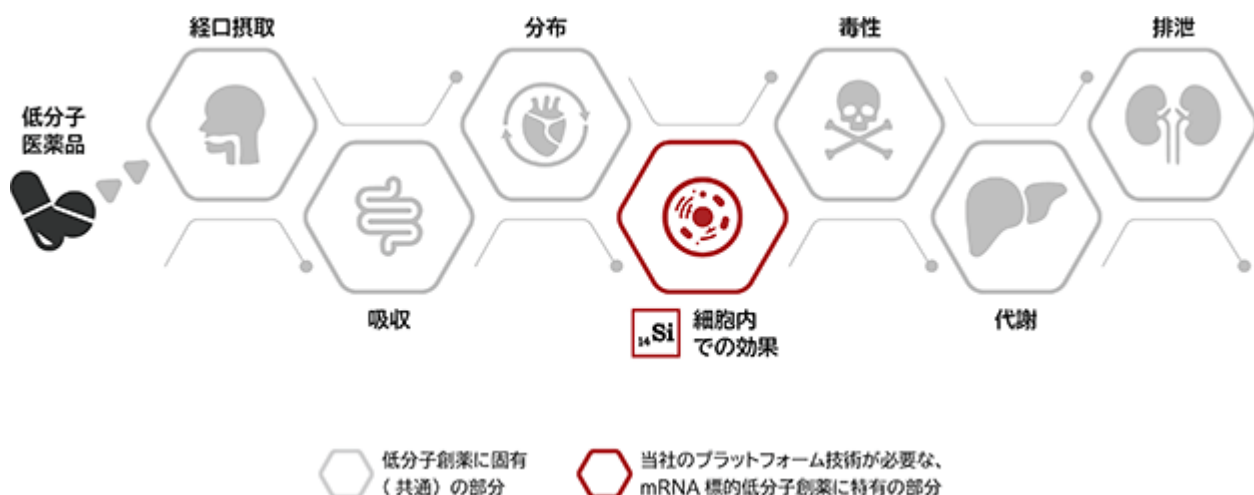 経口摂取
分布
毒性
排泄
低分子
医薬品
吸収
14Si
細胞内
での効果
代謝
低分子創薬に固有
（ 共通）の部分
当社のプラットフォーム技術が必要な、
mRNA 標的低分子創薬に特有の部分